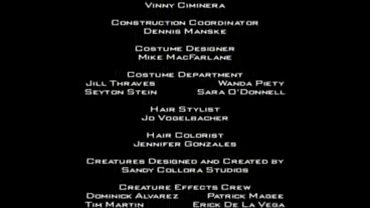 Vinny Ciminera
Construction Coordinator
Dennis Manske
Costume Designer
Mike MacFarlane
Costume Department
Jill Thraves Wanda Piety
Seyton Stein Sara O'Donnell
Hair Stylist
Jo Vogelbacher
Hair Colorist
Jennifer Gonzales
Creatures Designed and Created by
Sandy Collora Studios
Creature Effects Crew
Dominick Alvarez Patrick Magee
Tim Martin Erick De La Vega